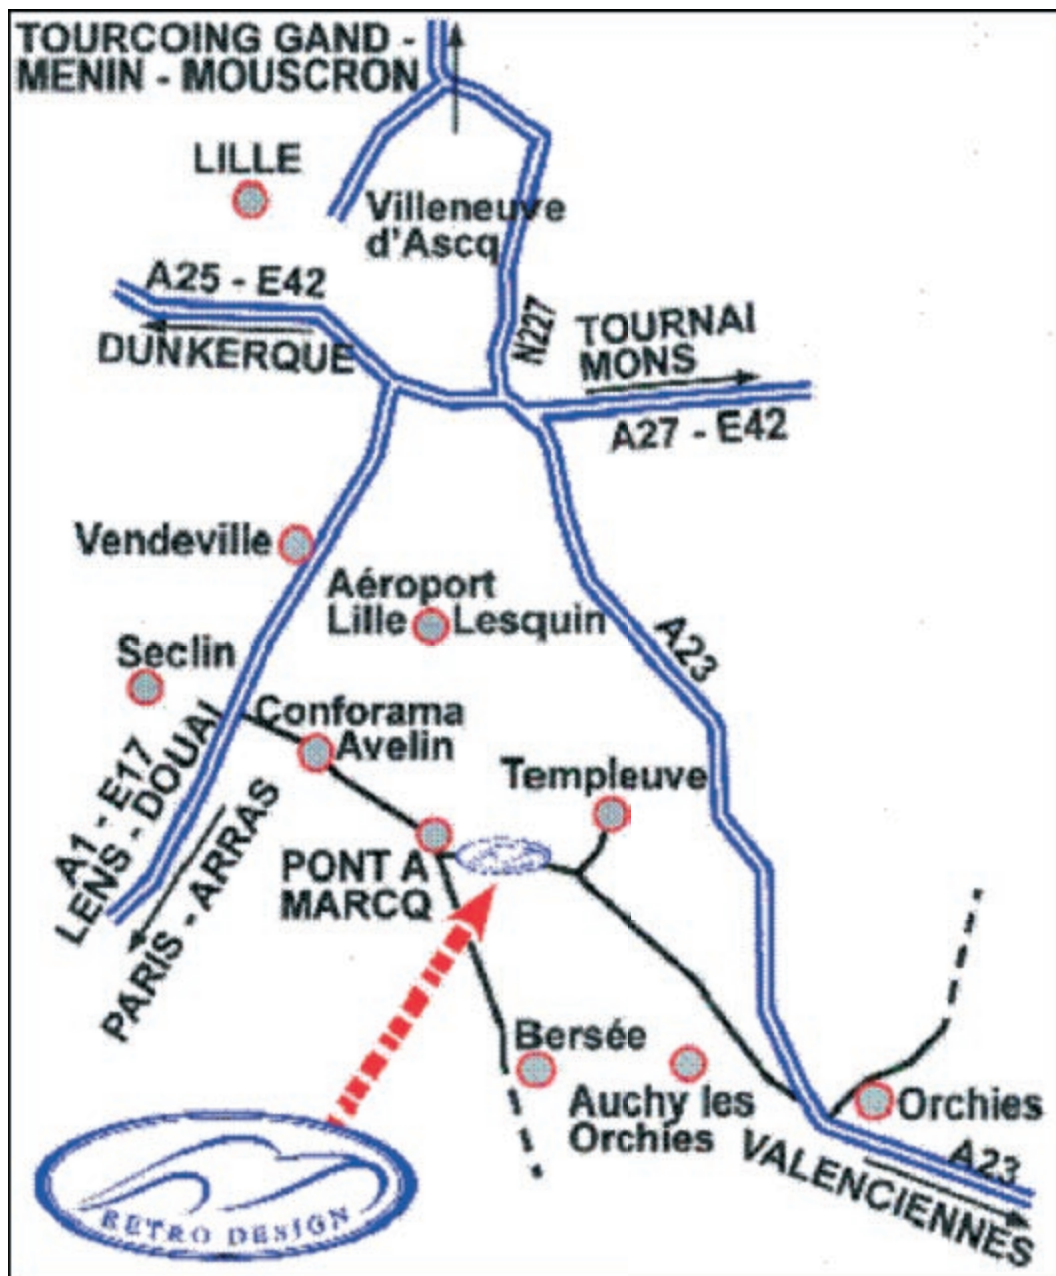 TOURCOING GAND -
MENIN - MOUSCRON
LILLE
Villeneuve
d'Ascq
A25 - E42
DUNKERQUE
N227
TOURNAI
MONS
A27 - E42
Vendeville
Aéroport
Lille Lesquin
A23
Seclin
Conforama
Avelin
A1 - E17
LENS - DOUAI
PARIS - ARRAS
Templeuve
PONT A
MARCQ
Bersée
Auchy les
Orchies
Orchies
A23
VALENCIENNES
RETRO DESIGN